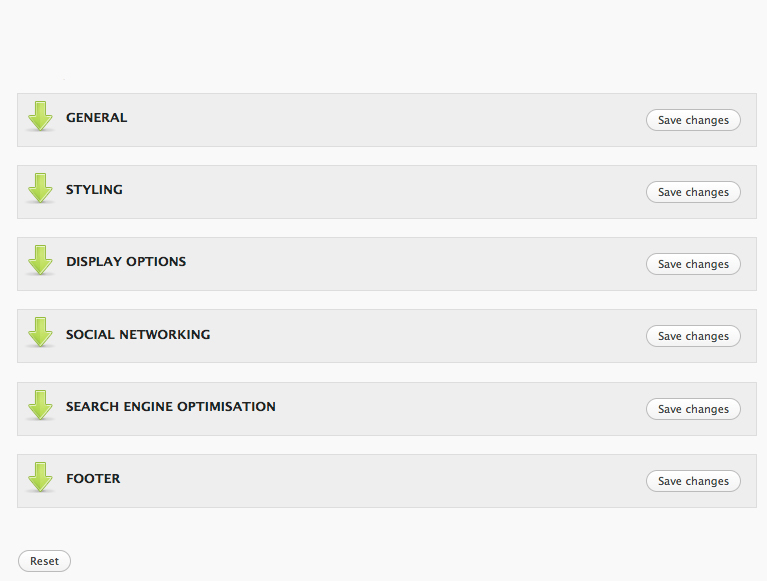 GENERAL Save changes
STYLING Save changes
DISPLAY OPTIONS Save changes
SOCIAL NETWORKING Save changes
SEARCH ENGINE OPTIMISATION Save changes
FOOTER Save changes
Reset